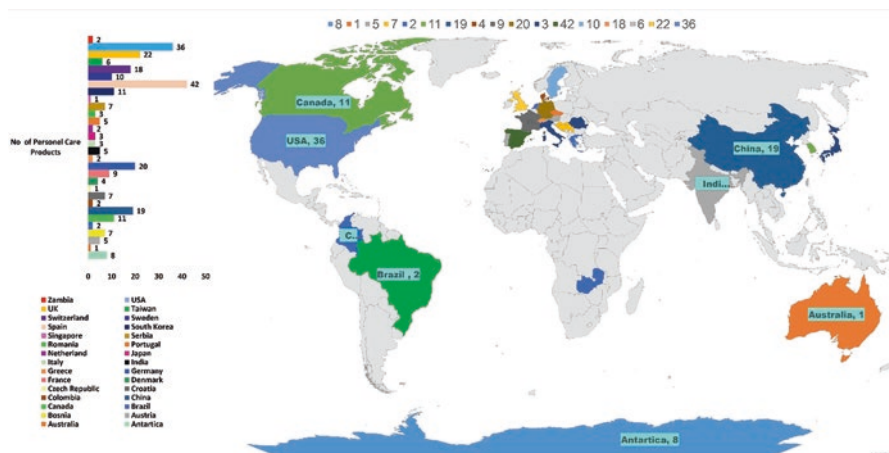 8 1 5 7 2 11 19 4 9 20 3 42 10 18 6 22 36
2
36
22
6
18
10
42
11
1
7
3
5
2
3
3
5
2
20
9
4
1
7
2
19
11
2
7
5
1
8
No of Personal Care
Products
0 10 20 30 40 50
Zambia USA
UK Taiwan
Switzerland Sweden
Spain South Korea
Singapore Serbia
Romania Portugal
Netherland Japan
Italy India
Greece Germany
France Denmark
Czech Republic Croatia
Colombia China
Canada Brazil
Bosnia Austria
Australia Antartica
Canada, 11
USA, 36
C...
Brazil , 2
China, 19
Indi...
Australia, 1
Antartica, 8